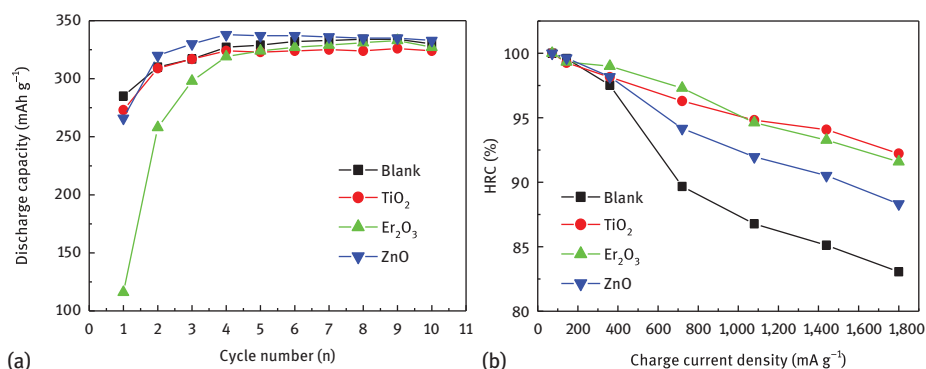 350
300
250
200
150
100
0
1
2
3
4
5
6
7
8
9
10
11
Discharge capacity (mAh g⁻¹)
Cycle number (n)
Blank
TiO₂
Er₂O₃
ZnO
(a)
100
95
90
85
80
0
200
400
600
800
1,000
1,200
1,400
1,600
1,800
HRC (%)
Charge current density (mA g⁻¹)
Blank
TiO₂
Er₂O₃
ZnO
(b)